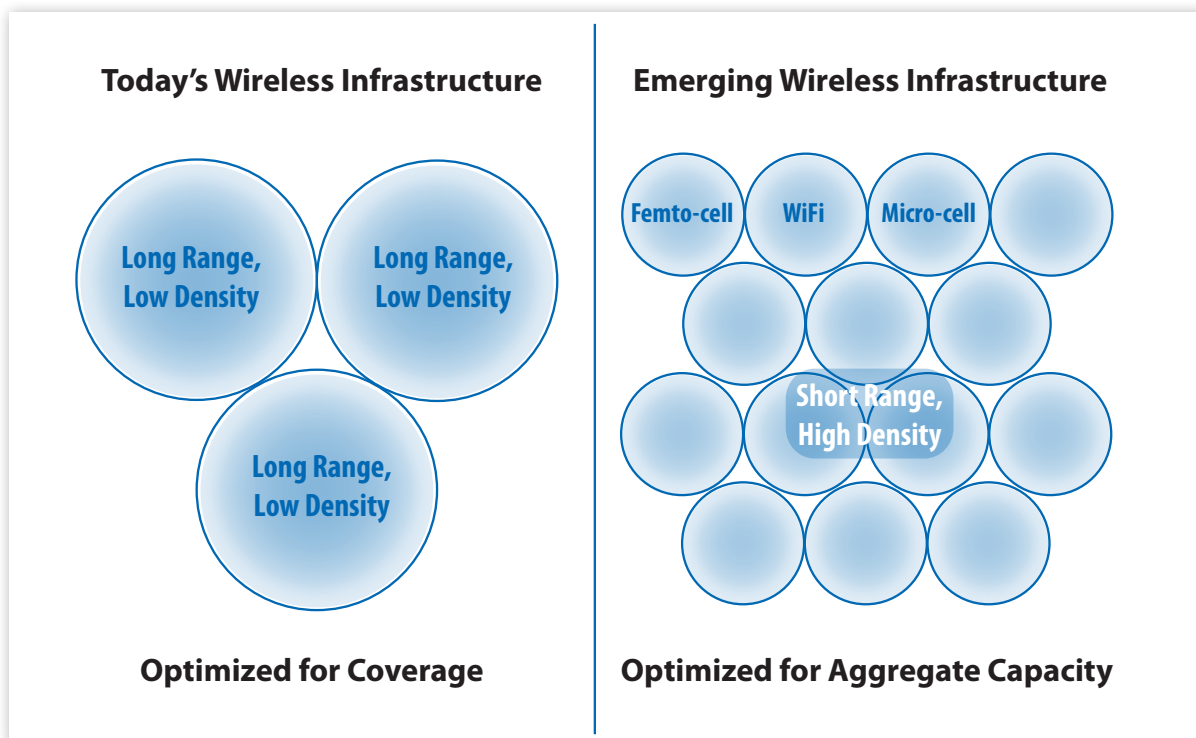 Today's Wireless Infrastructure
Long Range,
Low Density
Long Range,
Low Density
Long Range,
Low Density
Optimized for Coverage
Emerging Wireless Infrastructure
Femto-cell
WiFi
Micro-cell
Short Range,
High Density
Optimized for Aggregate Capacity